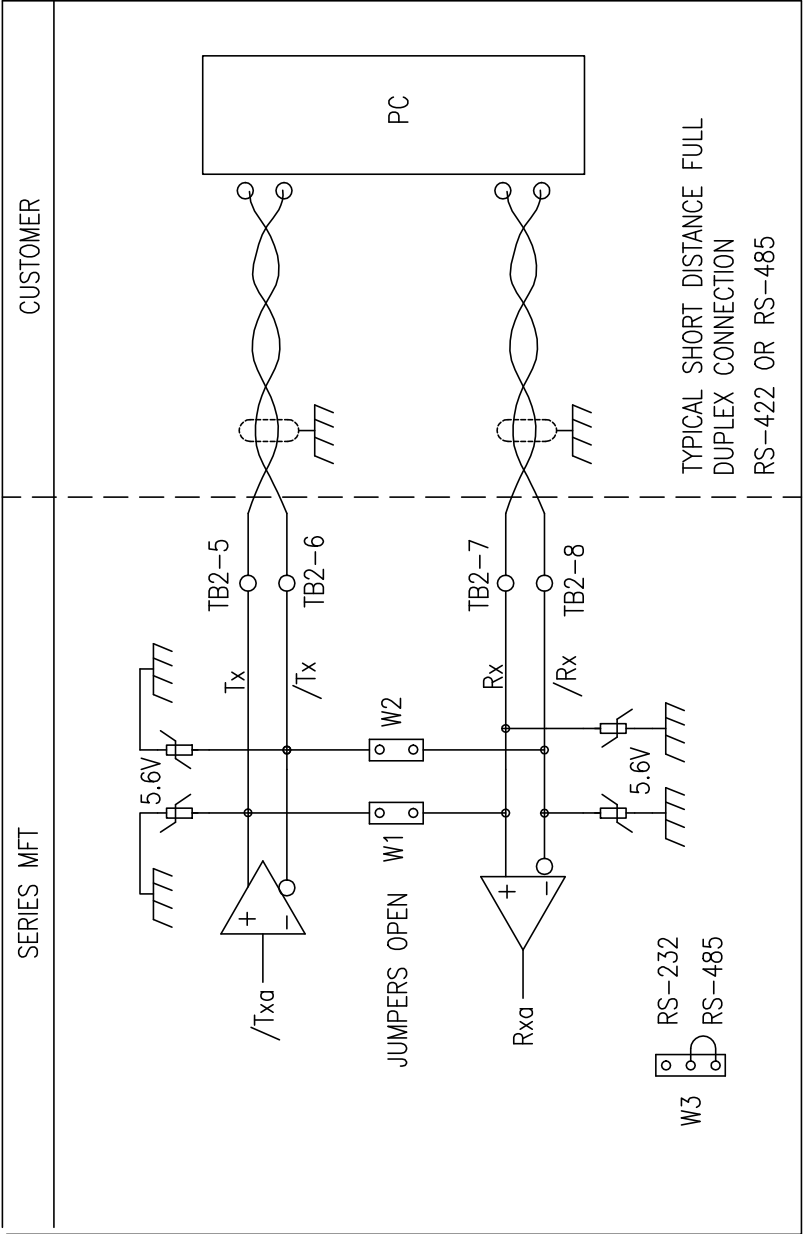 SERIES MFT
CUSTOMER
5.6V
Tx
/Tx
TB2-5
TB2-6
/Txa
+
-
W1
W2
JUMPERS OPEN
PC
Rx
/Rx
TB2-7
TB2-8
Rxa
+
-
5.6V
W3
RS-232
RS-485
TYPICAL SHORT DISTANCE FULL
DUPLEX CONNECTION
RS-422 OR RS-485